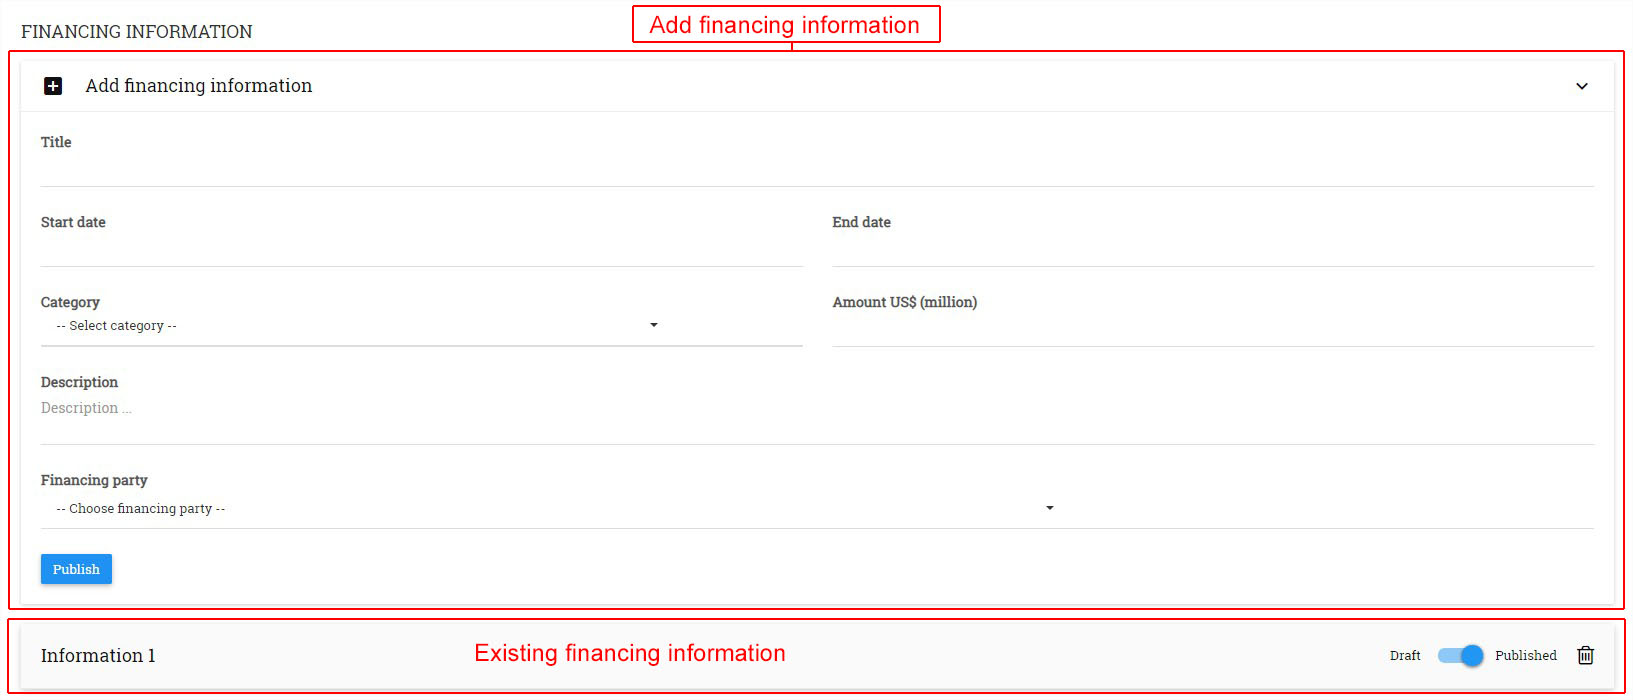 FINANCING INFORMATION
Add financing information
Add financing information
Title
Start date
End date
Category
-- Select category --
Amount US$ (million)
Description
Description ...
Financing party
-- Choose financing party --
Publish
Information 1
Existing financing information
Draft
Published